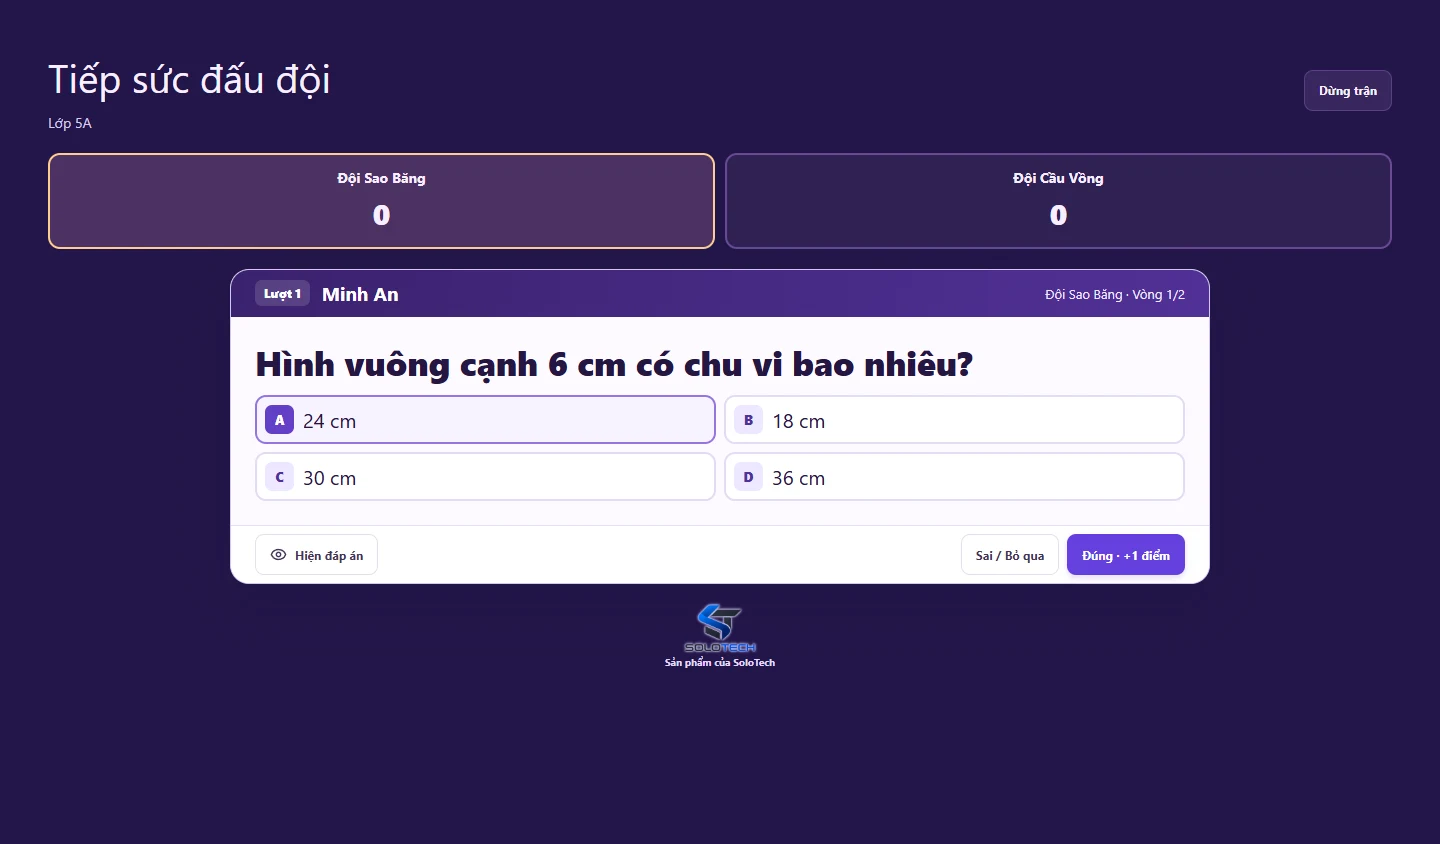 Tiếp sức đấu đội
Dừng trận
Lớp 5A
Đội Sao Băng
0
Đội Cầu Vồng
0
Lượt 1 Minh An
Đội Sao Băng · Vòng 1/2
Hình vuông cạnh 6 cm có chu vi bao nhiêu?
A 24 cm
B 18 cm
C 30 cm
D 36 cm
Hiện đáp án
Sai / Bỏ qua
Đúng · +1 điểm
SOLOTECH
Sản phẩm của SoloTech